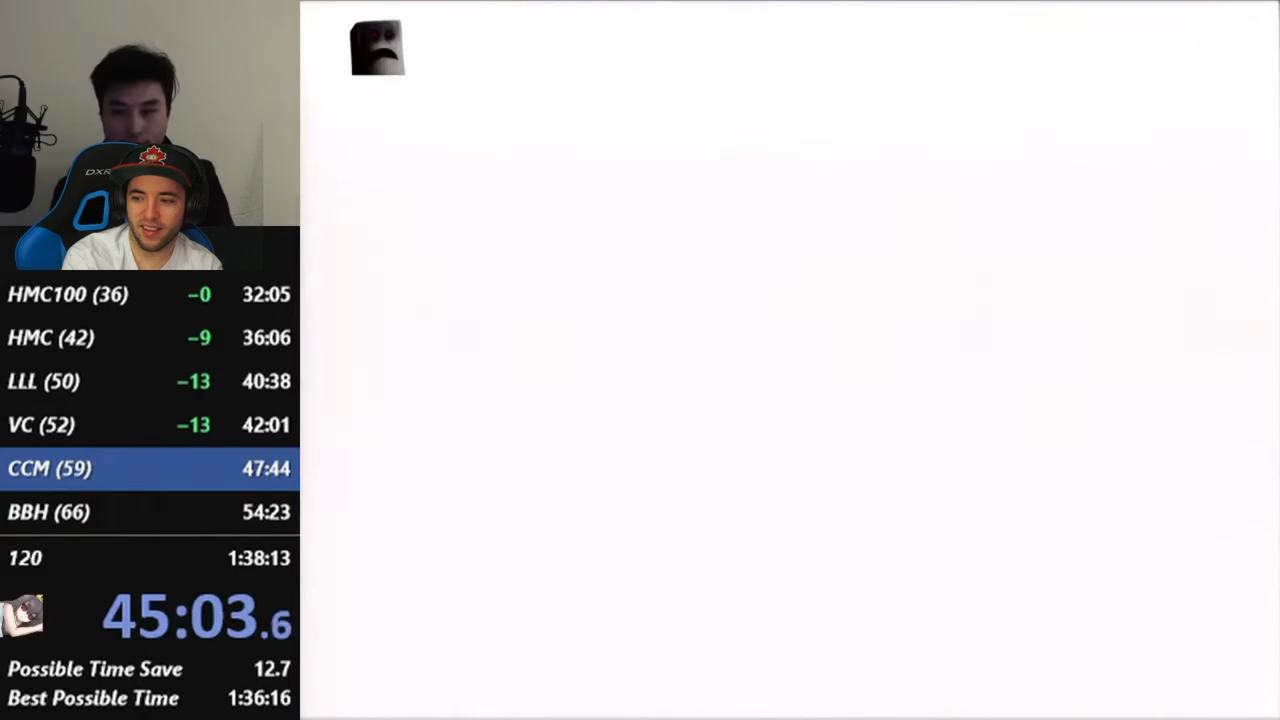 DXR
HMC100 (36) -0 32:05
HMC (42) -9 36:06
LLL (50) -13 40:38
VC (52) -13 42:01
CCM (59) 47:44
BBH (66) 54:23
120 1:38:13
45:03.6
Possible Time Save 12.7
Best Possible Time 1:36:16